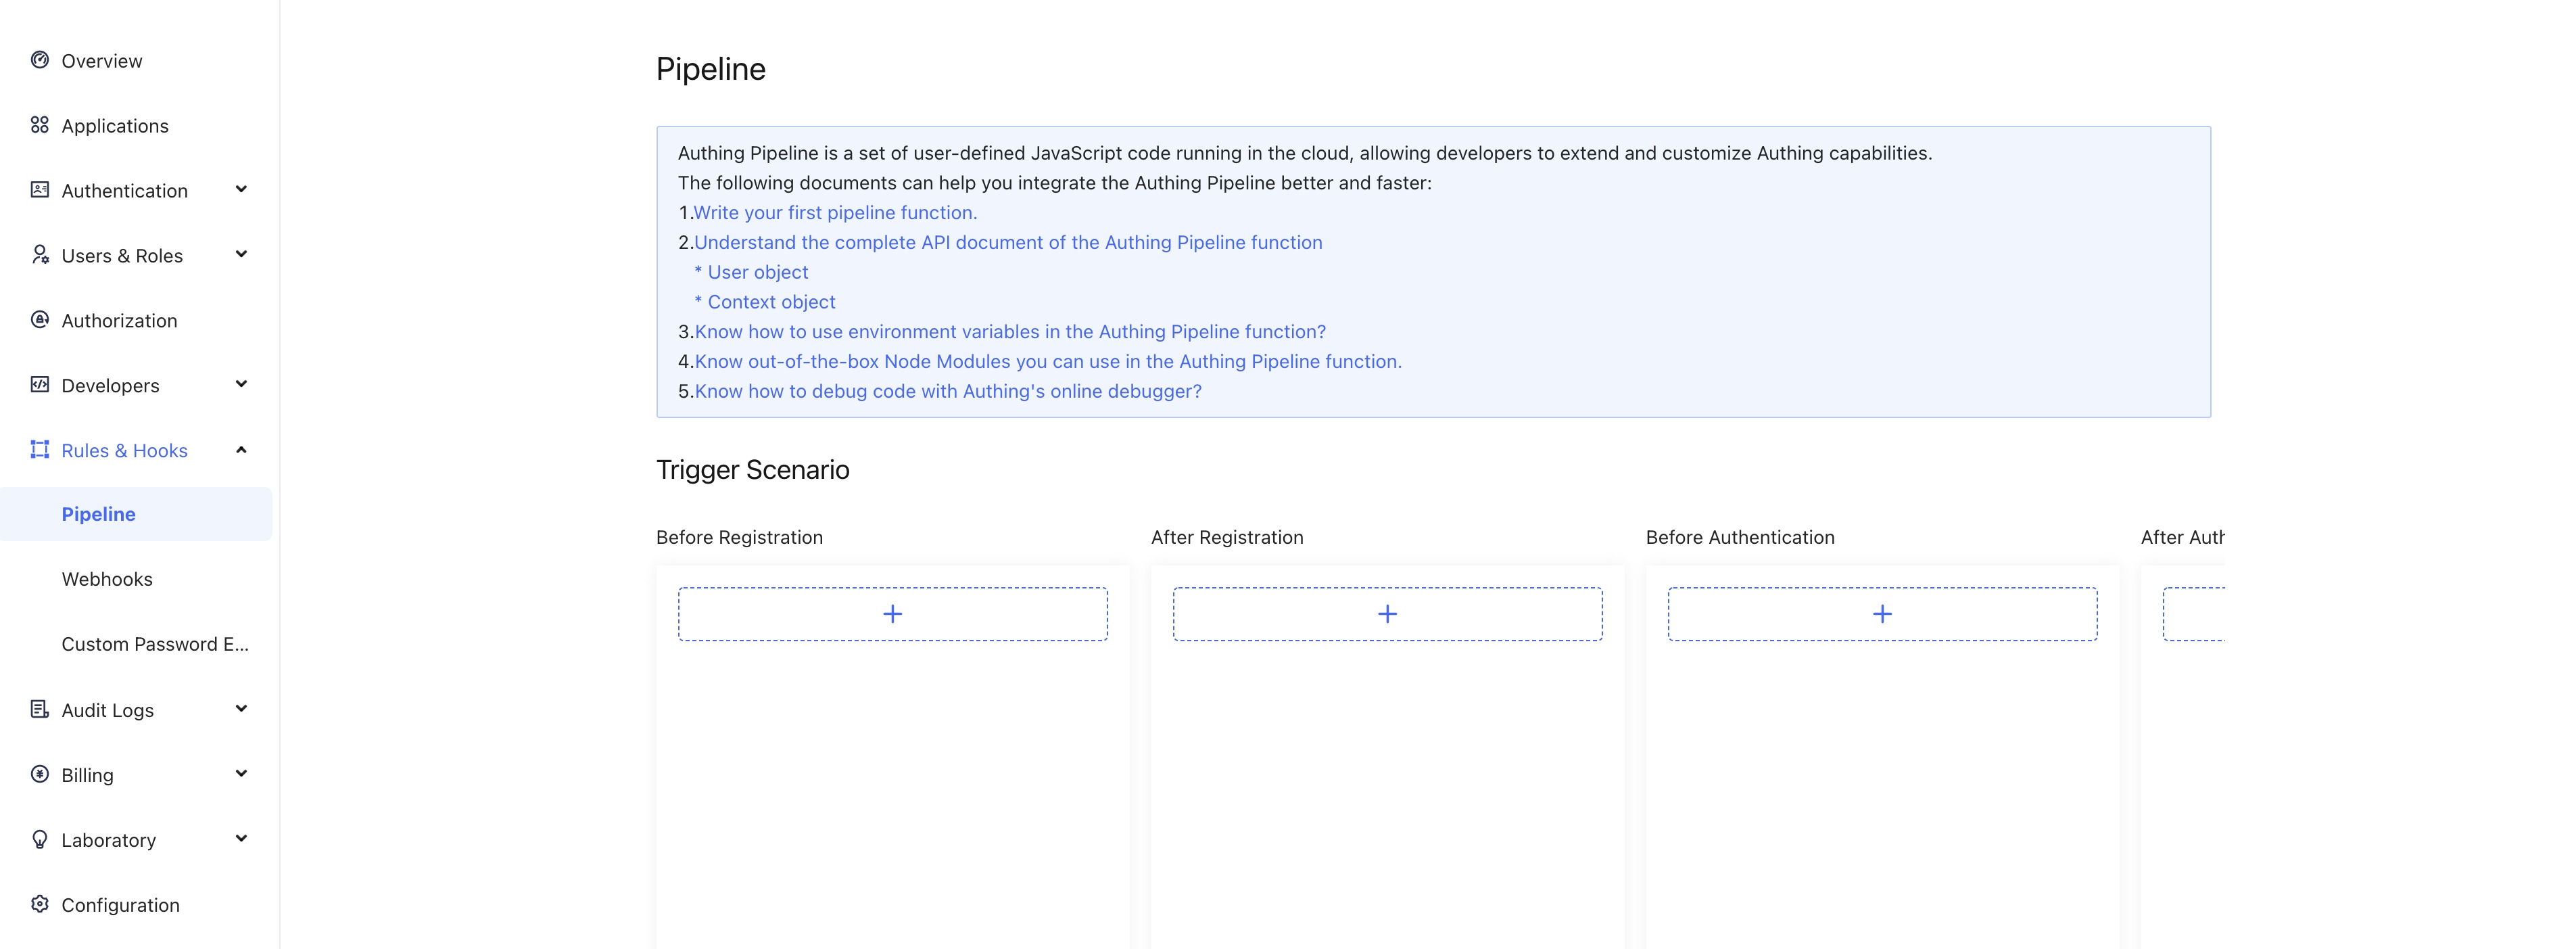 Overview
Applications
Authentication
Users & Roles
Authorization
Developers
Rules & Hooks
Pipeline
Webhooks
Custom Password E...
Audit Logs
Billing
Laboratory
Configuration
Pipeline
Authing Pipeline is a set of user-defined JavaScript code running in the cloud, allowing developers to extend and customize Authing capabilities.
The following documents can help you integrate the Authing Pipeline better and faster:
1.Write your first pipeline function.
2.Understand the complete API document of the Authing Pipeline function
* User object
* Context object
3.Know how to use environment variables in the Authing Pipeline function?
4.Know out-of-the-box Node Modules you can use in the Authing Pipeline function.
5.Know how to debug code with Authing's online debugger?
Trigger Scenario
Before Registration
After Registration
Before Authentication
After Auth